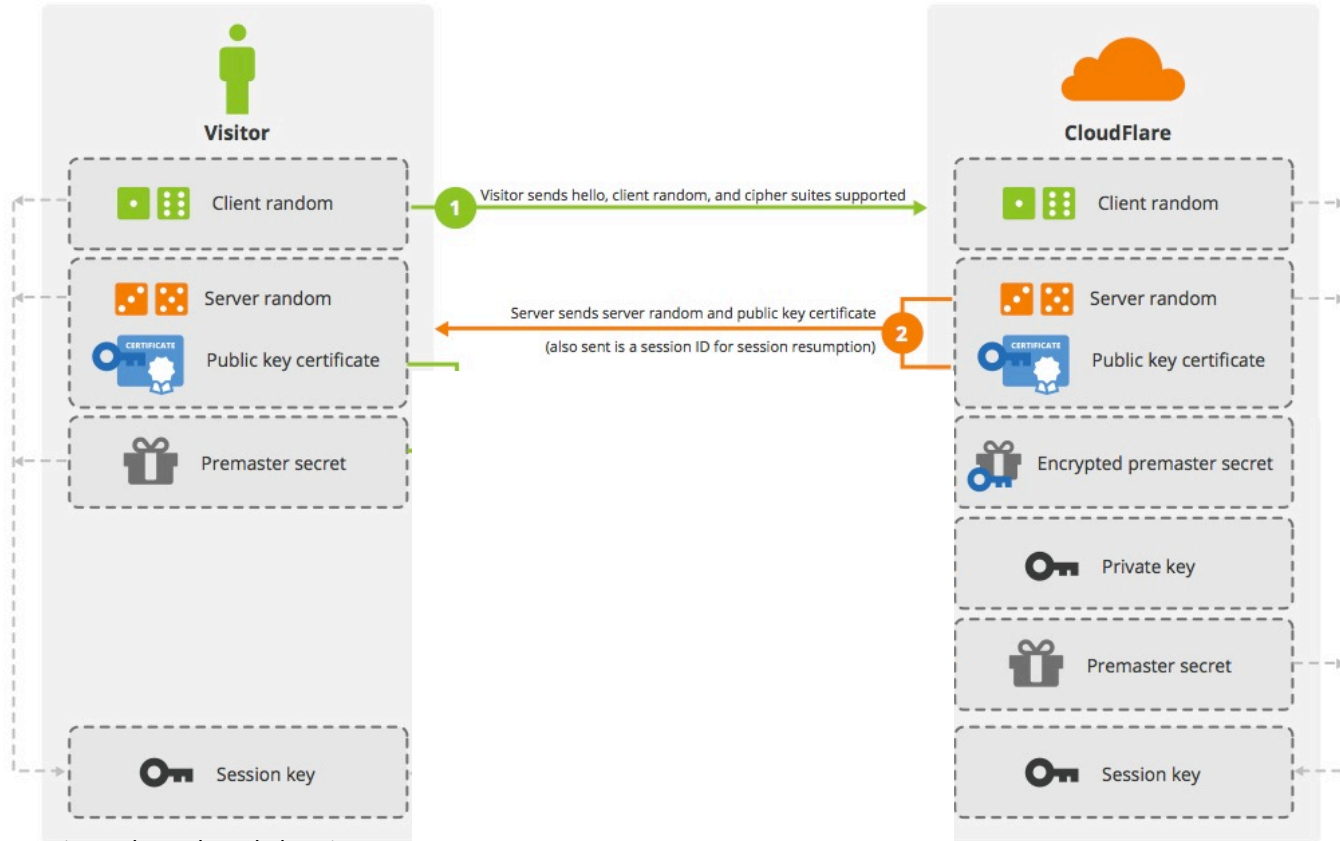 Visitor
CloudFlare
Client random
1
Visitor sends hello, client random, and cipher suites supported
Client random
Server random
CERTIFICATE
Public key certificate
Server sends server random and public key certificate
(also sent is a session ID for session resumption)
2
Server random
CERTIFICATE
Public key certificate
Premaster secret
Encrypted premaster secret
Private key
Premaster secret
Session key
Session key